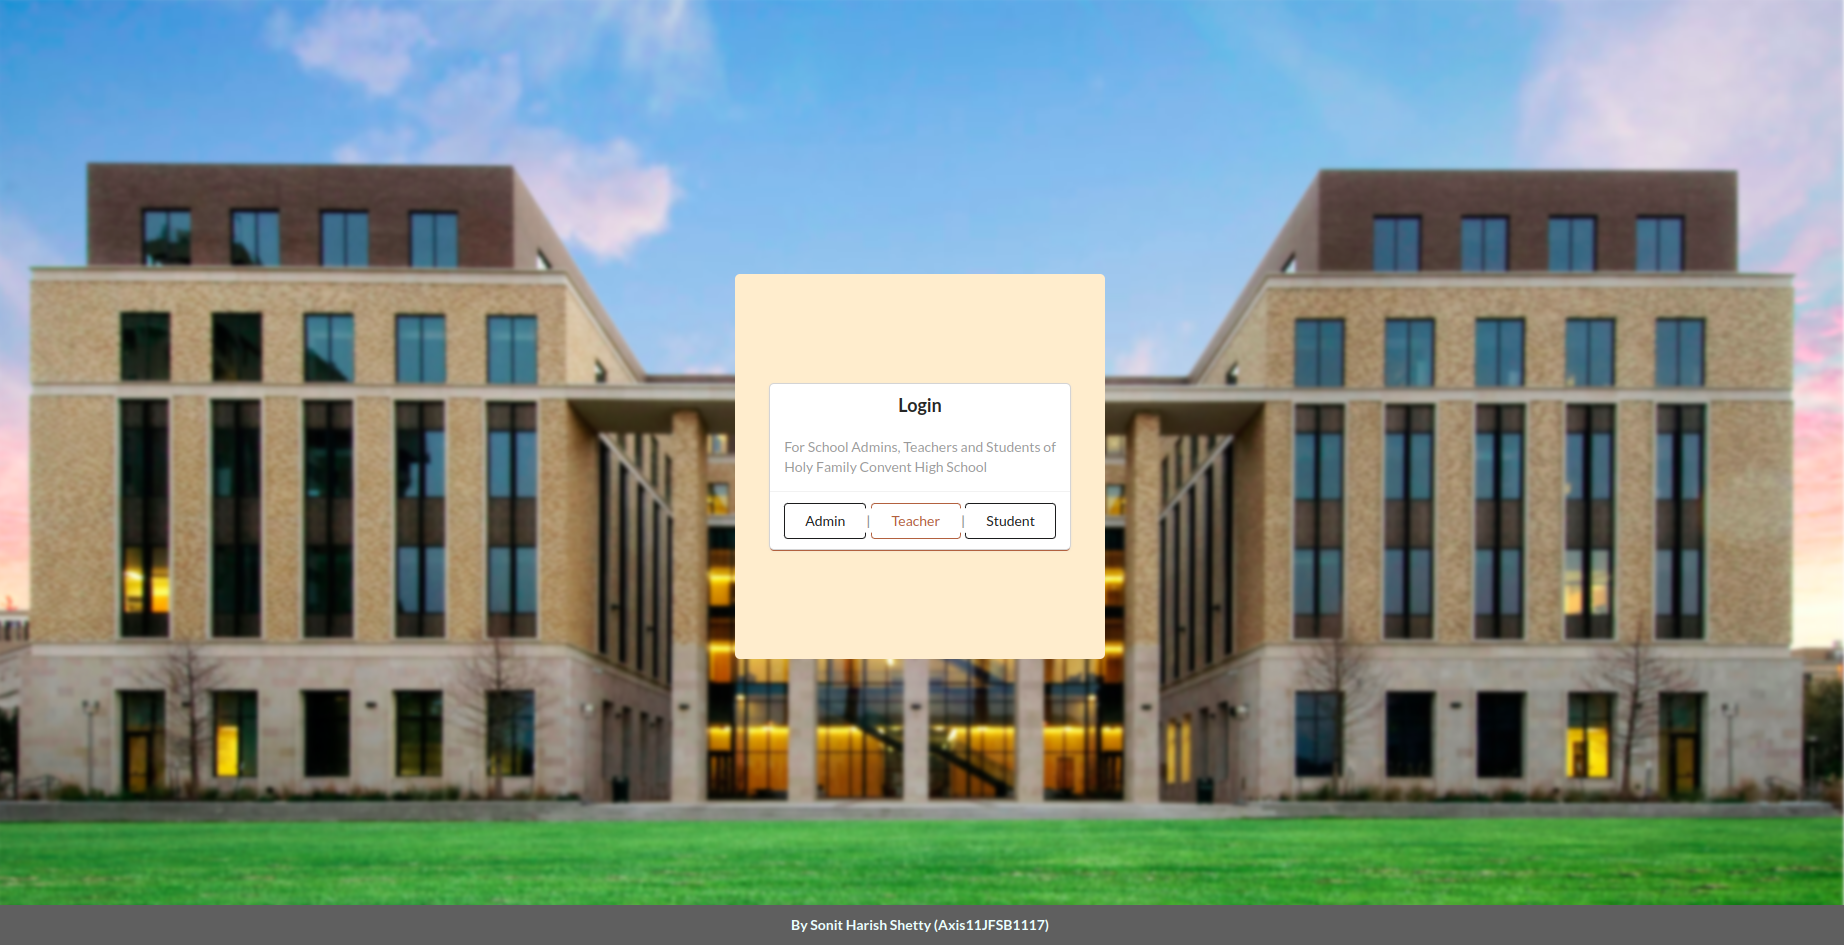 Login
For School Admins, Teachers and Students of
Holy Family Convent High School
Admin | Teacher | Student
By Sonit Harish Shetty (Axis11JFSB1117)